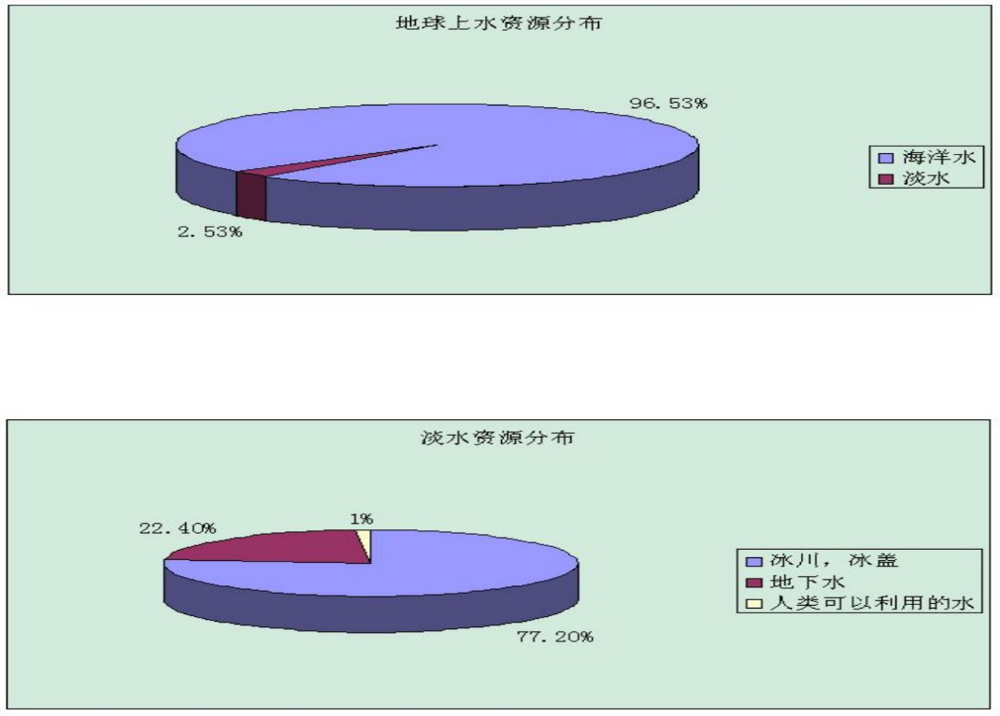 地球上水资源分布
96.53%
2.53%
海洋水
淡水
淡水资源分布
1%
22.40%
77.20%
冰川，冰盖
地下水
人类可以利用的水